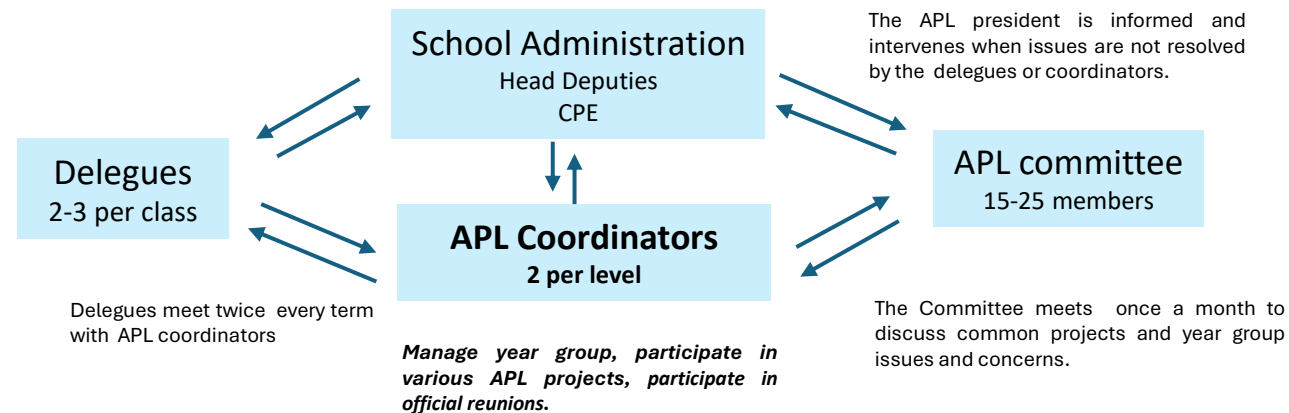 School Administration
Head Deputies
CPE
The APL president is informed and
intervenes when issues are not resolved
by the delegues or coordinators.
Delegues
2-3 per class
APL committee
15-25 members
APL Coordinators
2 per level
Delegues meet twice every term
with APL coordinators
Manage year group, participate in
various APL projects, participate in
official reunions.
The Committee meets once a month to
discuss common projects and year group
issues and concerns.